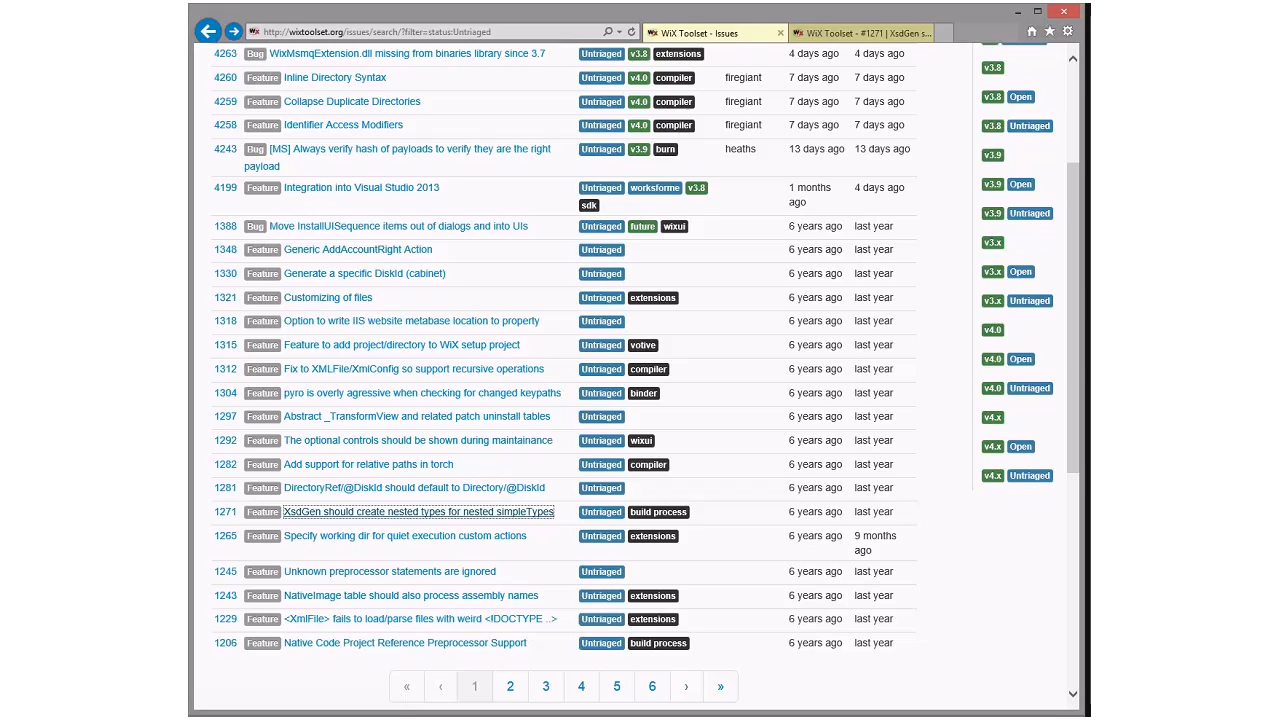 http://wixtoolset.org/issues/search/?filter=status:Untriaged
WiX Toolset - Issues
WiX Toolset - #1271 | XsdGen s...
4263 Bug WixMsmqExtension.dll missing from binaries library since 3.7 Untriaged v3.8 extensions 4 days ago 4 days ago
4260 Feature Inline Directory Syntax Untriaged v4.0 compiler firegiant 7 days ago 7 days ago
4259 Feature Collapse Duplicate Directories Untriaged v4.0 compiler firegiant 7 days ago 7 days ago
4258 Feature Identifier Access Modifiers Untriaged v4.0 compiler firegiant 7 days ago 7 days ago
4243 Bug [MS] Always verify hash of payloads to verify they are the right Untriaged v3.9 burn heaths 13 days ago 13 days ago
payload
4199 Feature Integration into Visual Studio 2013 Untriaged worksforme v3.8 1 months 4 days ago
sdk ago
1388 Bug Move InstallUISequence items out of dialogs and into UIs Untriaged future wixui 6 years ago last year
1348 Feature Generic AddAccountRight Action Untriaged 6 years ago last year
1330 Feature Generate a specific DiskId (cabinet) Untriaged 6 years ago last year
1321 Feature Customizing of files Untriaged extensions 6 years ago last year
1318 Feature Option to write IIS website metabase location to property Untriaged 6 years ago last year
1315 Feature Feature to add project/directory to WiX setup project Untriaged votive 6 years ago last year
1312 Feature Fix to XMLFile/XmlConfig so support recursive operations Untriaged compiler 6 years ago last year
1304 Feature pyro is overly agressive when checking for changed keypaths Untriaged binder 6 years ago last year
1297 Feature Abstract _TransformView and related patch uninstall tables Untriaged 6 years ago last year
1292 Feature The optional controls should be shown during maintainance Untriaged wixui 6 years ago last year
1282 Feature Add support for relative paths in torch Untriaged compiler 6 years ago last year
1281 Feature DirectoryRef/@DiskId should default to Directory/@DiskId Untriaged 6 years ago last year
1271 Feature XsdGen should create nested types for nested simpleTypes Untriaged build process 6 years ago last year
1265 Feature Specify working dir for quiet execution custom actions Untriaged extensions 6 years ago 9 months
ago
1245 Feature Unknown preprocessor statements are ignored Untriaged 6 years ago last year
1243 Feature NativeImage table should also process assembly names Untriaged extensions 6 years ago last year
1229 Feature <XmlFile> fails to load/parse files with weird <!DOCTYPE ..> Untriaged extensions 6 years ago last year
1206 Feature Native Code Project Reference Preprocessor Support Untriaged build process 6 years ago last year
« ‹ 1 2 3 4 5 6 › »
v3.8
v3.8 Open
v3.8 Untriaged
v3.9
v3.9 Open
v3.9 Untriaged
v3.x
v3.x Open
v3.x Untriaged
v4.0
v4.0 Open
v4.0 Untriaged
v4.x
v4.x Open
v4.x Untriaged